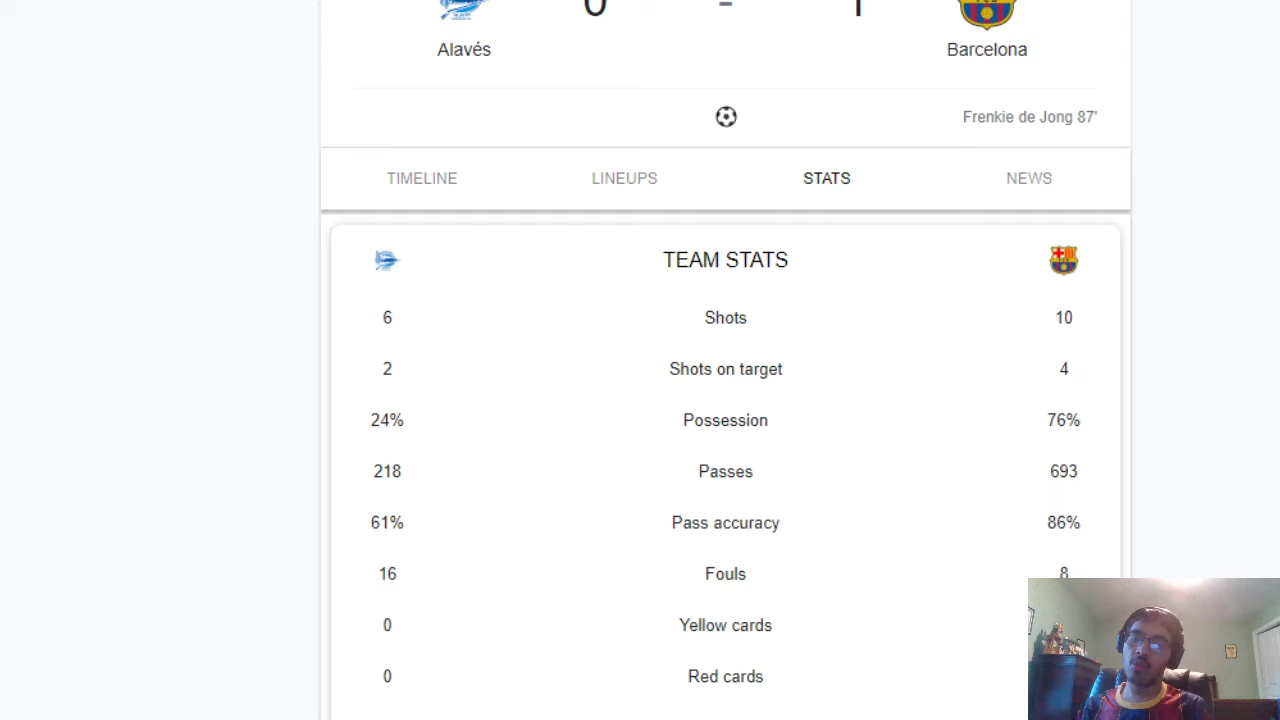 0 - 1
Alavés Barcelona
Frenkie de Jong 87'
TIMELINE LINEUPS STATS NEWS
TEAM STATS
6 Shots 10
2 Shots on target 4
24% Possession 76%
218 Passes 693
61% Pass accuracy 86%
16 Fouls 8
0 Yellow cards
0 Red cards